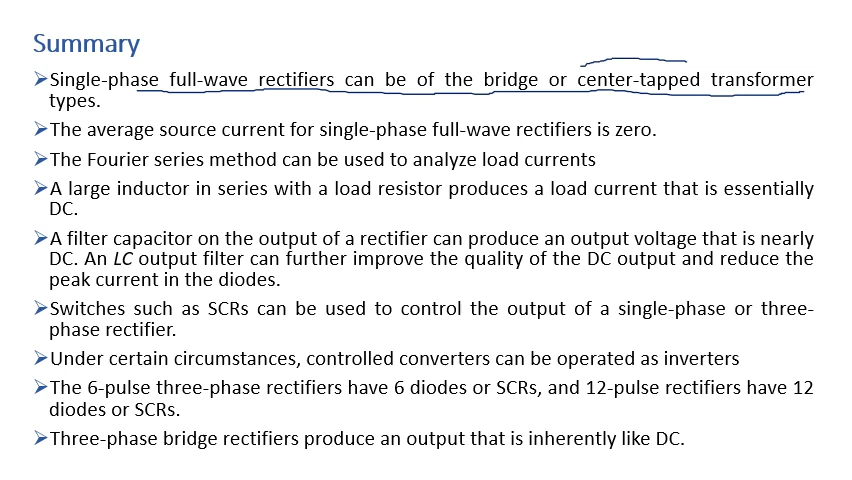 Summary
➢Single-phase full-wave rectifiers can be of the bridge or center-tapped transformer
types.
➢The average source current for single-phase full-wave rectifiers is zero.
➢The Fourier series method can be used to analyze load currents
➢A large inductor in series with a load resistor produces a load current that is essentially
DC.
➢A filter capacitor on the output of a rectifier can produce an output voltage that is nearly
DC. An LC output filter can further improve the quality of the DC output and reduce the
peak current in the diodes.
➢Switches such as SCRs can be used to control the output of a single-phase or three-
phase rectifier.
➢Under certain circumstances, controlled converters can be operated as inverters
➢The 6-pulse three-phase rectifiers have 6 diodes or SCRs, and 12-pulse rectifiers have 12
diodes or SCRs.
➢Three-phase bridge rectifiers produce an output that is inherently like DC.